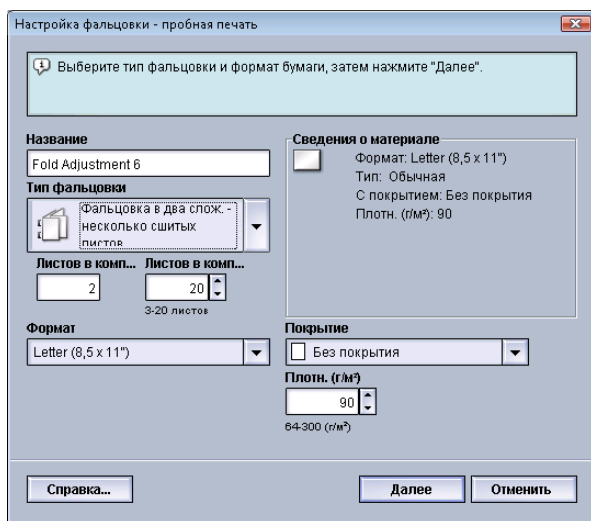 Настройка фальцовки - пробная печать
Выберите тип фальцовки и формат бумаги, затем нажмите "Далее".
Название
Fold Adjustment 6
Тип фальцовки
Фальцовка в два слож. -
несколько сшитых
листов
Листов в комп... Листов в комп...
2 20
3-20 листов
Формат
Letter (8,5 x 11")
Сведения о материале
Формат: Letter (8,5 x 11")
Тип: Обычная
С покрытием: Без покрытия
Плотн. (г/м²): 90
Покрытие
Без покрытия
Плотн. (г/м²)
90
64-300 (г/м²)
Справка... Далее Отменить